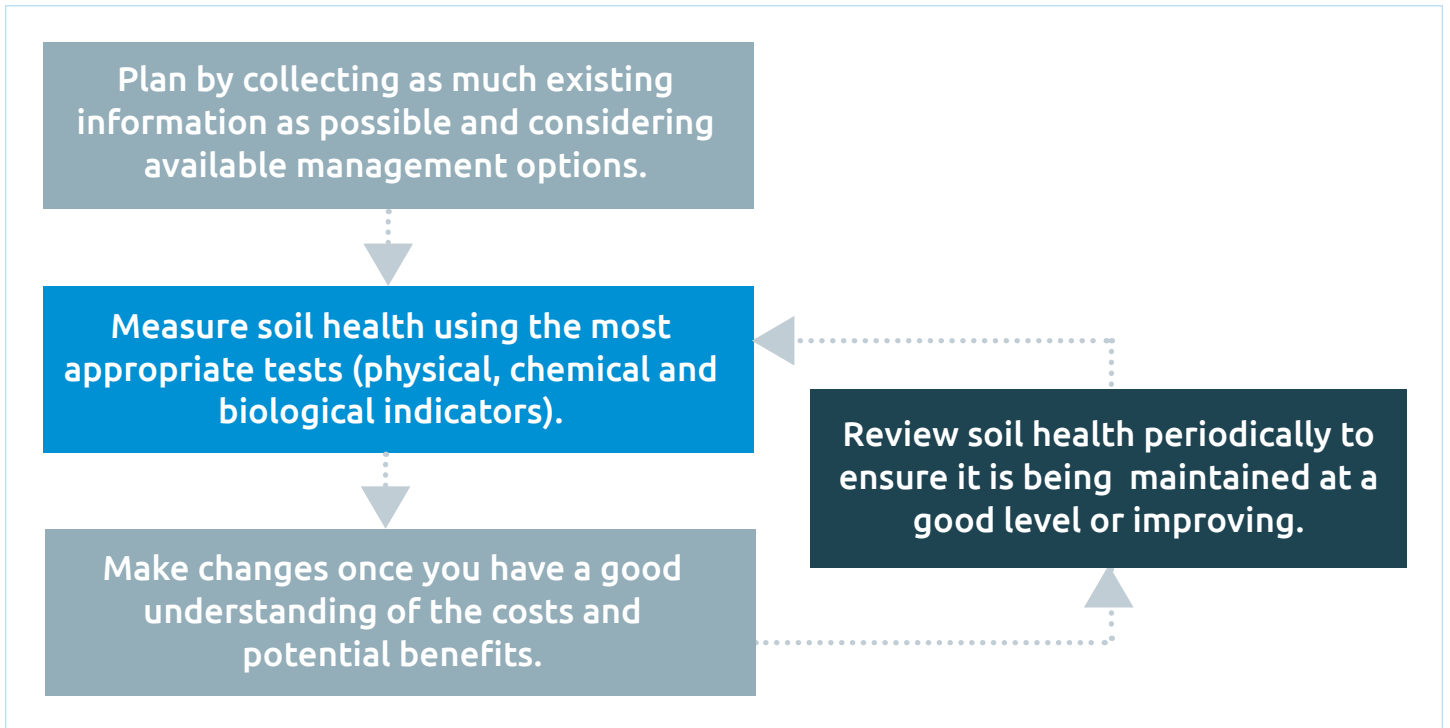 Plan by collecting as much existing
information as possible and considering
available management options.
Measure soil health using the most
appropriate tests (physical, chemical and
biological indicators).
Make changes once you have a good
understanding of the costs and
potential benefits.
Review soil health periodically to
ensure it is being  maintained at a
good level or improving.